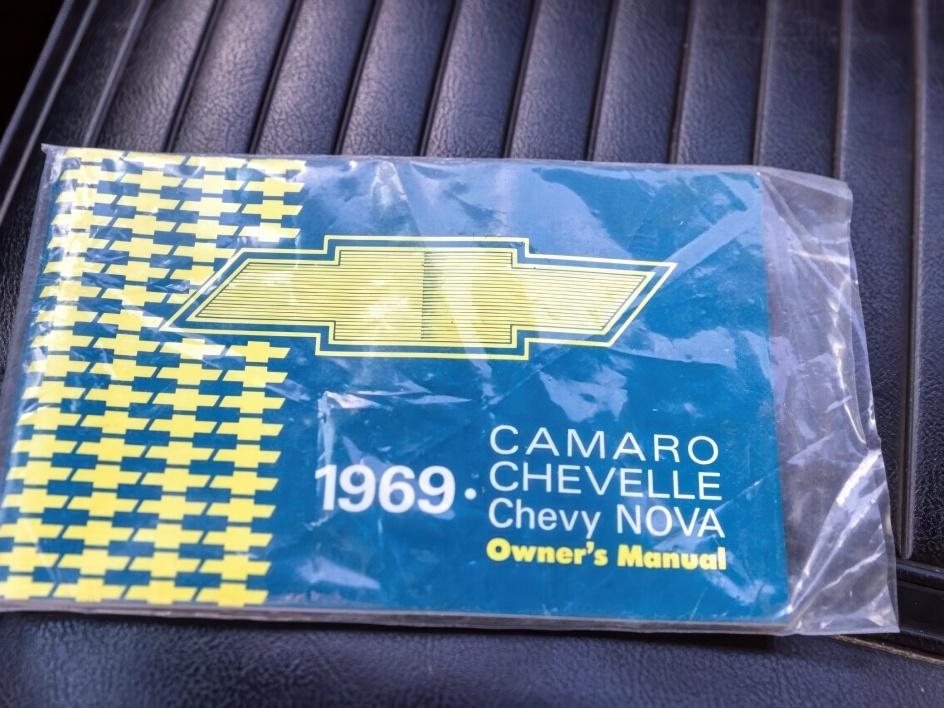 1969 •
CAMARO
CHEVELLE
Chevy NOVA
Owner's Manual